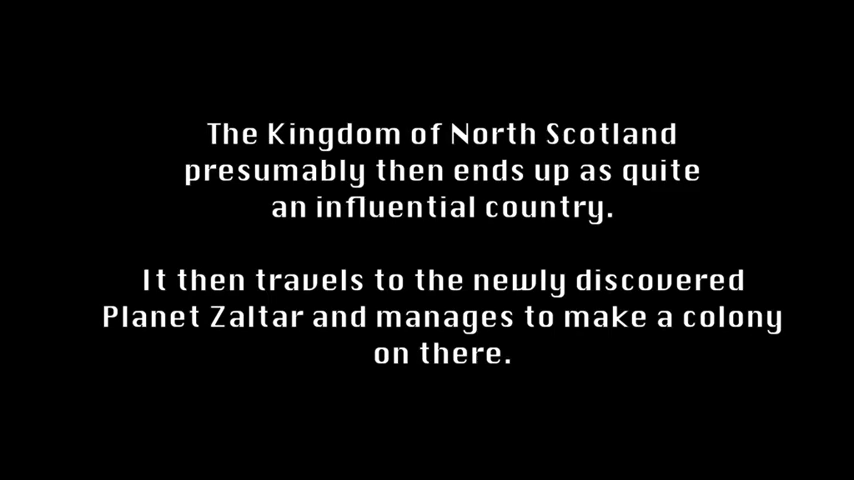 The Kingdom of North Scotland
presumably then ends up as quite
an influential country.
It then travels to the newly discovered
Planet Zaltar and manages to make a colony
on there.